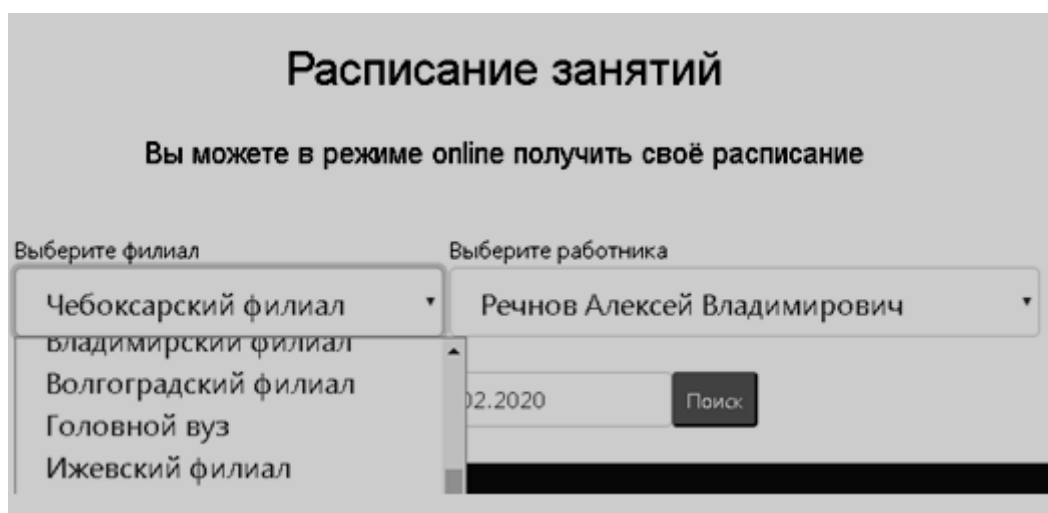 Расписание занятий
Вы можете в режиме online получить своё расписание
Выберите филиал Выберите работника
Чебоксарский филиал Речнов Алексей Владимирович
Владимирский филиал
Волгоградский филиал 02.2020 Поиск
Головной вуз
Ижевский филиал